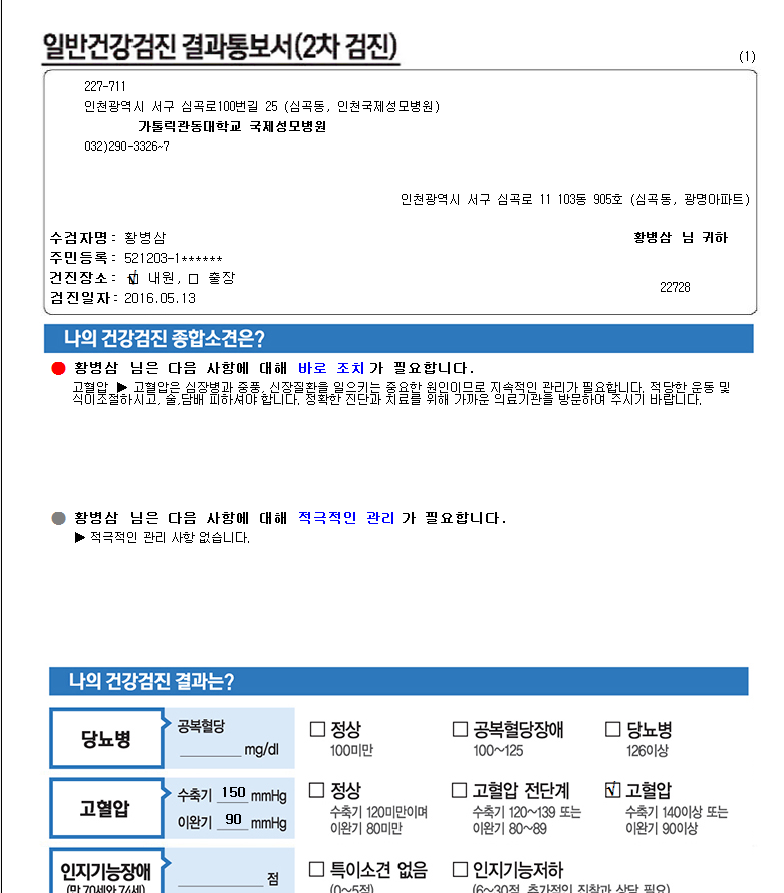 일반건강검진 결과통보서(2차 검진)
(1)
227-711
인천광역시 서구 심곡로100번길 25 (심곡동, 인천국제성모병원)
가톨릭관동대학교 국제성모병원
032)290-3326~7
인천광역시 서구 심곡로 11 103동 905호 (심곡동, 광명아파트)
수검자명: 황병삼
황병삼 님 귀하
주민등록: 521203-1******
검진장소: ☑ 내원, □ 출장
22728
검진일자: 2016.05.13
나의 건강검진 종합소견은?
● 황병삼 님은 다음 사항에 대해 바로 조치가 필요합니다.
고혈압 ▶ 고혈압은 심장병과 중풍, 신장질환을 일으키는 중요한 원인이므로 지속적인 관리가 필요합니다. 적당한 운동 및
식이조절하시고, 술,담배 피하셔야 합니다. 정확한 진단과 치료를 위해 가까운 의료기관을 방문하여 주시기 바랍니다.
● 황병삼 님은 다음 사항에 대해 적극적인 관리 가 필요합니다.
▶ 적극적인 관리 사항 없습니다.
나의 건강검진 결과는?
당뇨병
공복혈당
mg/dl
□ 정상
100미만
□ 공복혈당장애
100~125
□ 당뇨병
126이상
고혈압
수축기 150 mmHg
이완기 90 mmHg
□ 정상
수축기 120미만이며
이완기 80미만
□ 고혈압 전단계
수축기 120~139 또는
이완기 80~89
☑ 고혈압
수축기 140이상 또는
이완기 90이상
인지기능장애
(만 70세와 74세)
점
□ 특이소견 없음
(0~5점)
□ 인지기능저하
(6~30점, 추가적인 진찰과 상담 필요)